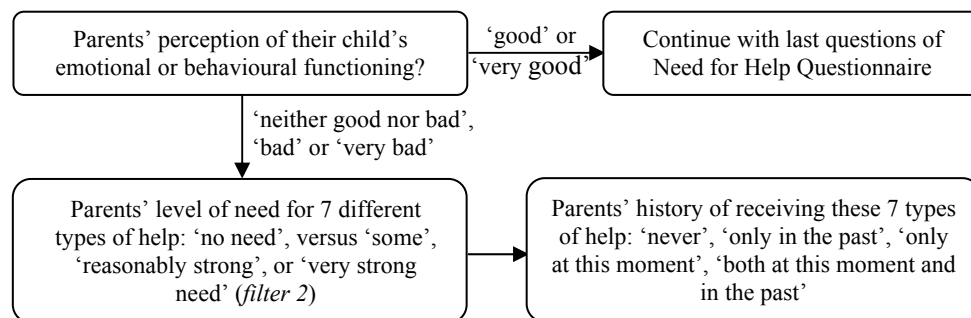 Parents’ perception of their child’s
emotional or behavioural functioning?
‘good’ or
‘very good’
Continue with last questions of
Need for Help Questionnaire
‘neither good nor bad’,
‘bad’ or ‘very bad’
Parents’ level of need for 7 different
types of help: ‘no need’, versus ‘some’,
‘reasonably strong’, or ‘very strong
need’ (filter 2)
Parents’ history of receiving these 7 types
of help: ‘never’, ‘only in the past’, ‘only
at this moment’, ‘both at this moment and
in the past’